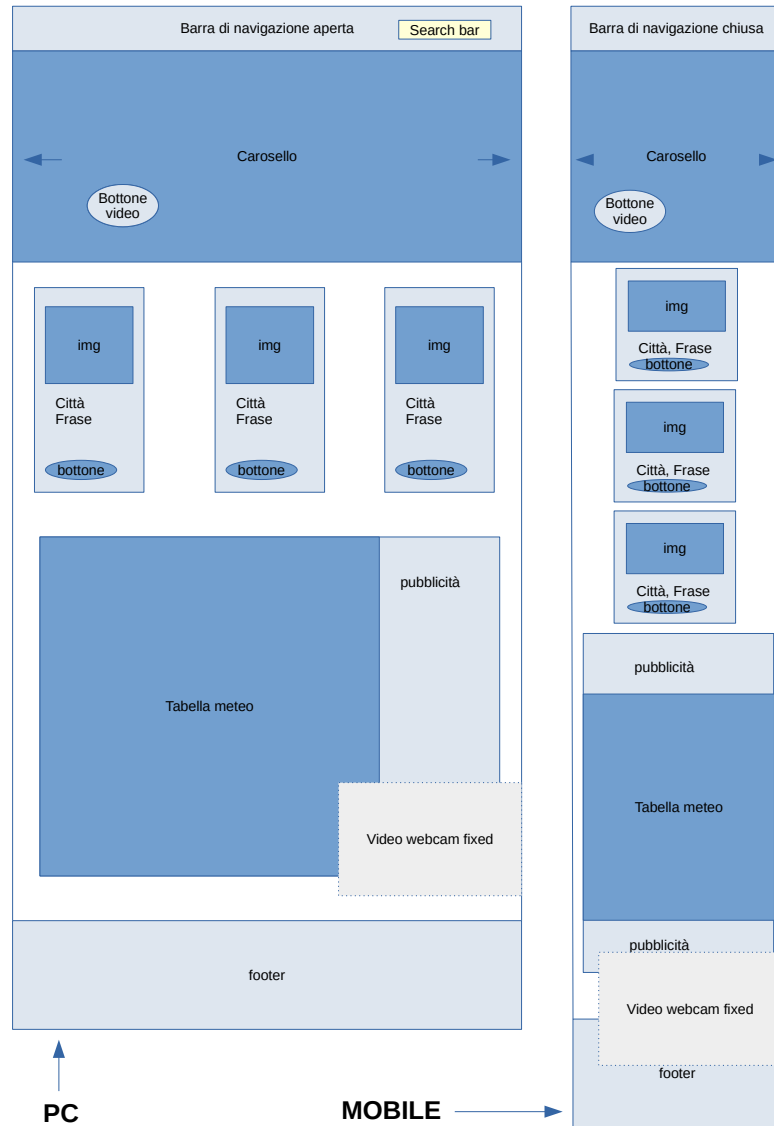 Barra di navigazione aperta
Search bar
Carosello
Bottone
video
img
img
img
Città
Frase
Città
Frase
Città
Frase
bottone
bottone
bottone
pubblicità
Tabella meteo
Video webcam fixed
footer
PC
Barra di navigazione chiusa
Carosello
Bottone
video
img
Città, Frase
bottone
img
Città, Frase
bottone
img
Città, Frase
bottone
pubblicità
Tabella meteo
pubblicità
Video webcam fixed
footer
MOBILE